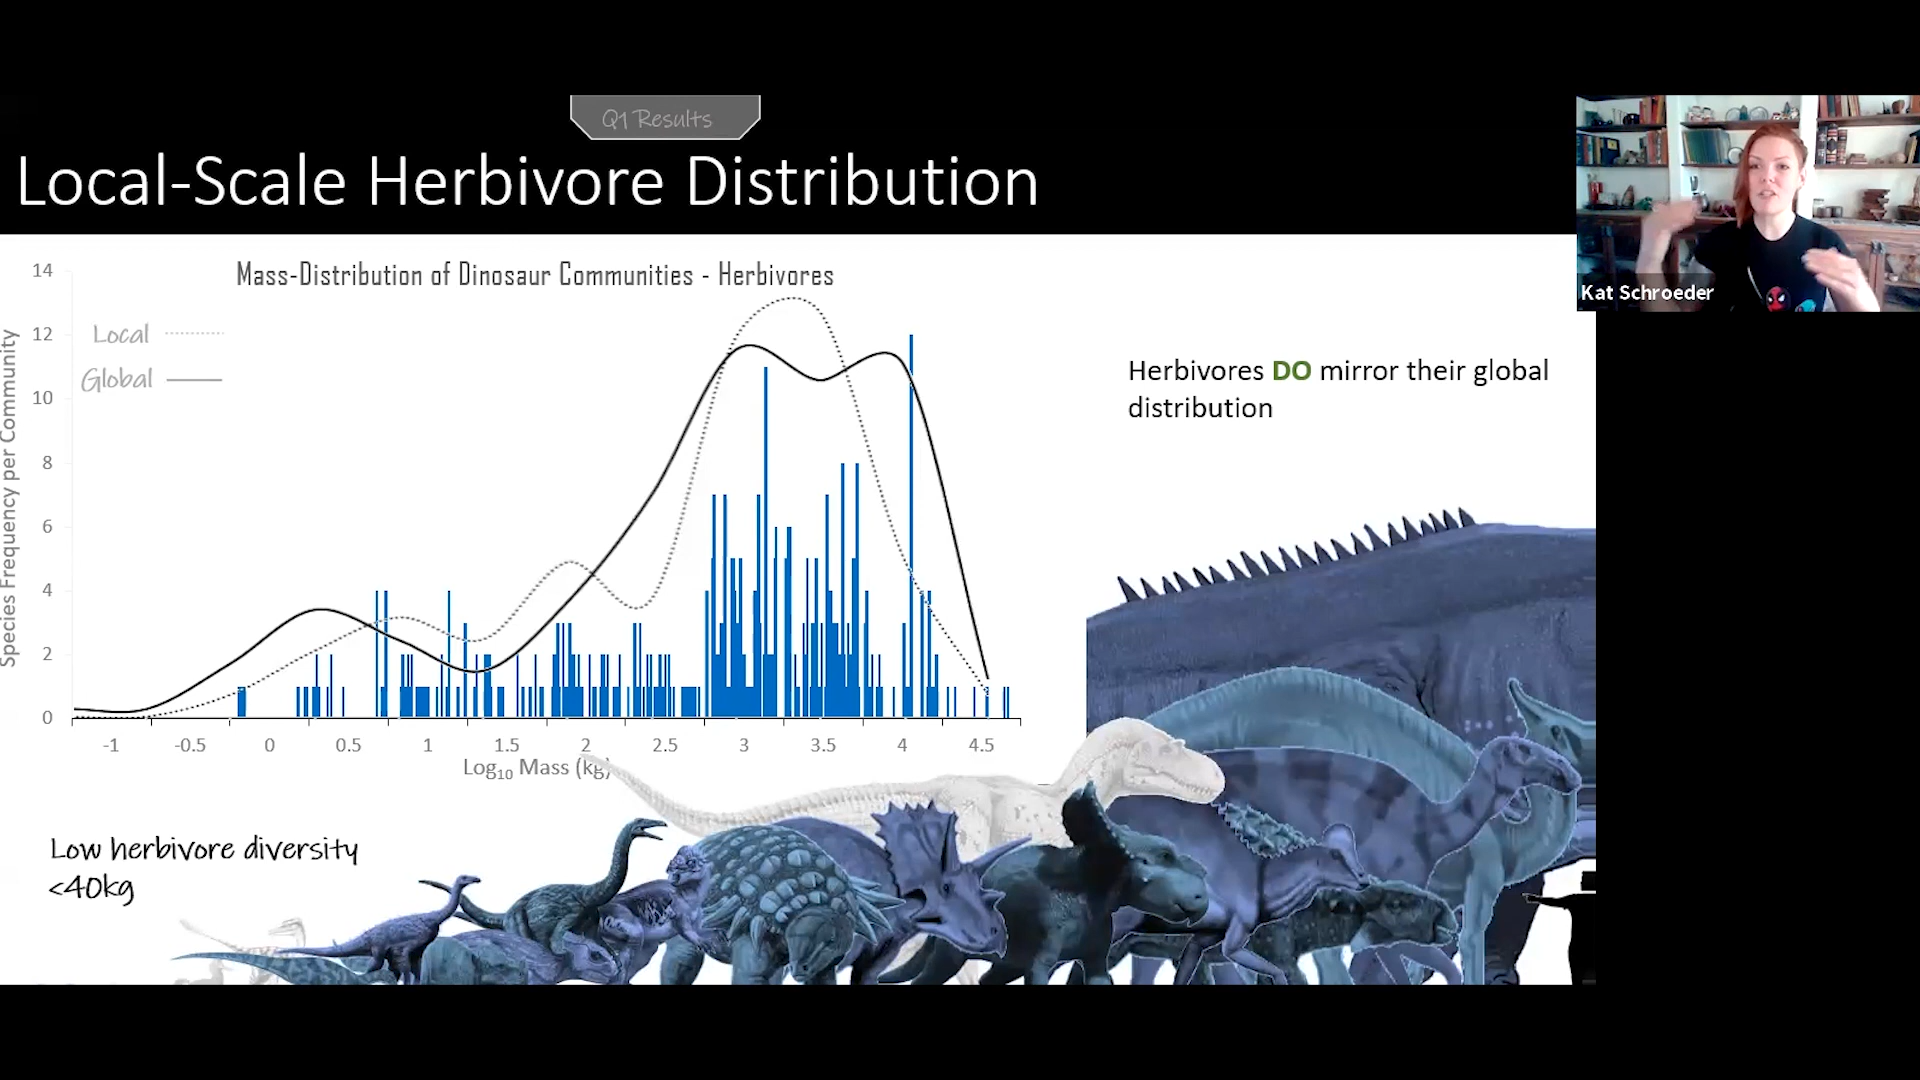 Q1 Results
Local-Scale Herbivore Distribution
Kat Schroeder
Mass-Distribution of Dinosaur Communities - Herbivores
Local
Global
Species Frequency per Community
14
12
10
8
6
4
2
0
-1 -0.5 0 0.5 1 1.5 2 2.5 3 3.5 4 4.5
Log₁₀ Mass (kg)
Herbivores DO mirror their global
distribution
Low herbivore diversity
<40kg